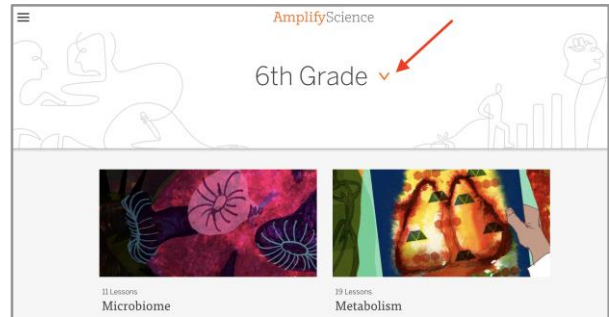 AmplifyScience
6th Grade
11 Lessons
Microbiome
19 Lessons
Metabolism